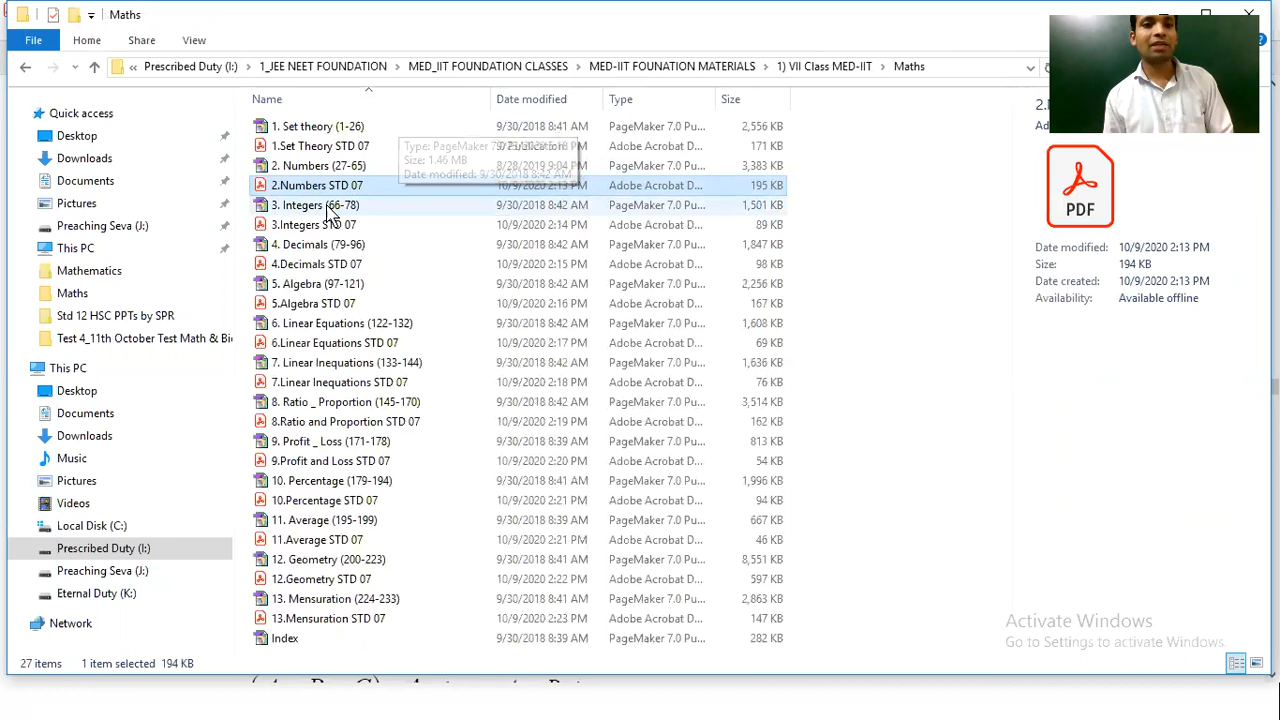 Maths
File Home Share View
« Prescribed Duty (I:) > 1_JEE NEET FOUNDATION > MED_IIT FOUNDATION CLASSES > MED-IIT FOUNATION MATERIALS > 1) VII Class MED-IIT > Maths
Name Date modified Type Size
Quick access
Desktop
Downloads
Documents
Pictures
Preaching Seva (J:)
This PC
Mathematics
Maths
Std 12 HSC PPTs by SPR
Test 4_11th October Test Math & Bi
This PC
Desktop
Documents
Downloads
Music
Pictures
Videos
Local Disk (C:)
Prescribed Duty (I:)
Preaching Seva (J:)
Eternal Duty (K:)
Network
1. Set theory (1-26) 9/30/2018 8:41 AM PageMaker 7.0 Pu... 2,556 KB
1.Set Theory STD 07 Adobe Acrobat D... 171 KB
2. Numbers (27-65) 8/28/2019 9:04 PageMaker 7.0 Pu... 3,383 KB
2.Numbers STD 07 10/9/2020 2:13 PM Adobe Acrobat D... 195 KB
3. Integers (66-78) 9/30/2018 8:42 AM PageMaker 7.0 Pu... 1,501 KB
3.Integers STD 07 10/9/2020 2:14 PM Adobe Acrobat D... 89 KB
4. Decimals (79-96) 9/30/2018 8:42 AM PageMaker 7.0 Pu... 1,847 KB
4.Decimals STD 07 10/9/2020 2:15 PM Adobe Acrobat D... 98 KB
5. Algebra (97-121) 9/30/2018 8:42 AM PageMaker 7.0 Pu... 2,256 KB
5.Algebra STD 07 10/9/2020 2:16 PM Adobe Acrobat D... 167 KB
6. Linear Equations (122-132) 9/30/2018 8:42 AM PageMaker 7.0 Pu... 1,608 KB
6.Linear Equations STD 07 10/9/2020 2:17 PM Adobe Acrobat D... 69 KB
7. Linear Inequations (133-144) 9/30/2018 8:42 AM PageMaker 7.0 Pu... 1,636 KB
7.Linear Inequations STD 07 10/9/2020 2:18 PM Adobe Acrobat D... 76 KB
8. Ratio _ Proportion (145-170) 9/30/2018 8:42 AM PageMaker 7.0 Pu... 3,514 KB
8.Ratio and Proportion STD 07 10/9/2020 2:19 PM Adobe Acrobat D... 162 KB
9. Profit _ Loss (171-178) 9/30/2018 8:39 AM PageMaker 7.0 Pu... 813 KB
9.Profit and Loss STD 07 10/9/2020 2:20 PM Adobe Acrobat D... 54 KB
10. Percentage (179-194) 9/30/2018 8:41 AM PageMaker 7.0 Pu... 1,996 KB
10.Percentage STD 07 10/9/2020 2:21 PM Adobe Acrobat D... 94 KB
11. Average (195-199) 9/30/2018 8:39 AM PageMaker 7.0 Pu... 667 KB
11.Average STD 07 10/9/2020 2:21 PM Adobe Acrobat D... 46 KB
12. Geometry (200-223) 9/30/2018 8:41 AM PageMaker 7.0 Pu... 8,551 KB
12.Geometry STD 07 10/9/2020 2:22 PM Adobe Acrobat D... 597 KB
13. Mensuration (224-233) 9/30/2018 8:41 AM PageMaker 7.0 Pu... 2,863 KB
13.Mensuration STD 07 10/9/2020 2:23 PM Adobe Acrobat D... 147 KB
Index 9/30/2018 8:39 AM PageMaker 7.0 Pu... 282 KB
Type: PageMaker 7
Size: 1.46 MB
Date modified: 9/30/2018 8:42 AM
PDF
Date modified: 10/9/2020 2:13 PM
Size: 194 KB
Date created: 10/9/2020 2:13 PM
Availability: Available offline
Activate Windows
Go to Settings to activate Windows.
27 items 1 item selected 194 KB